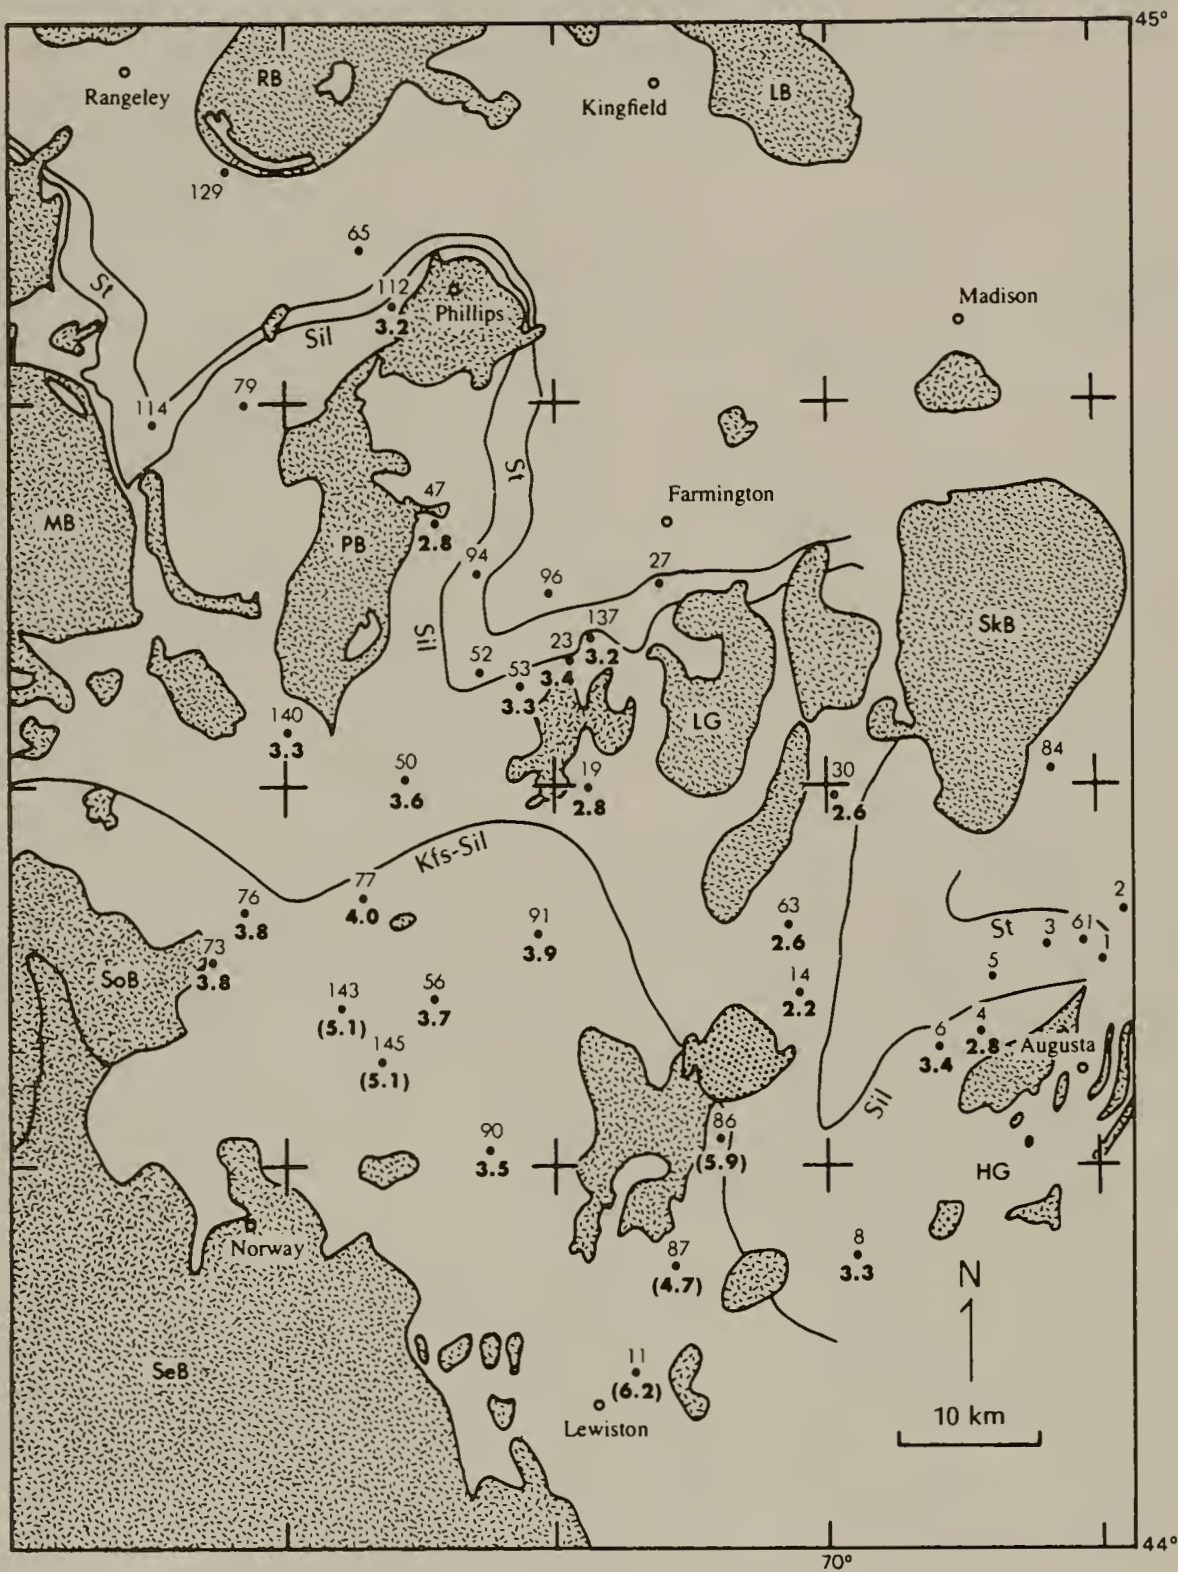 45°
RB
LB
Rangeley
Kingfield
129
65
St
112
3.2
Phillips
Sil
Madison
79
114
St
Farmington
MB
47
2.8
PB
94
96
27
SkB
137
3.2
23
3.4
Sil
52
53
3.3
LG
140
3.3
84
50
3.6
19
2.8
30
2.6
Kfs-Sil
77
4.0
76
3.8
91
3.9
63
2.6
2
St
3
61
1
5
73
3.8
SoB
14
2.2
143
(5.1)
56
3.7
4
2.8
6
3.4
Augusta
145
(5.1)
Sil
86
(5.9)
90
3.5
HG
Norway
8
3.3
87
(4.7)
N
SeB
11
(6.2)
10 km
Lewiston
44°
70°